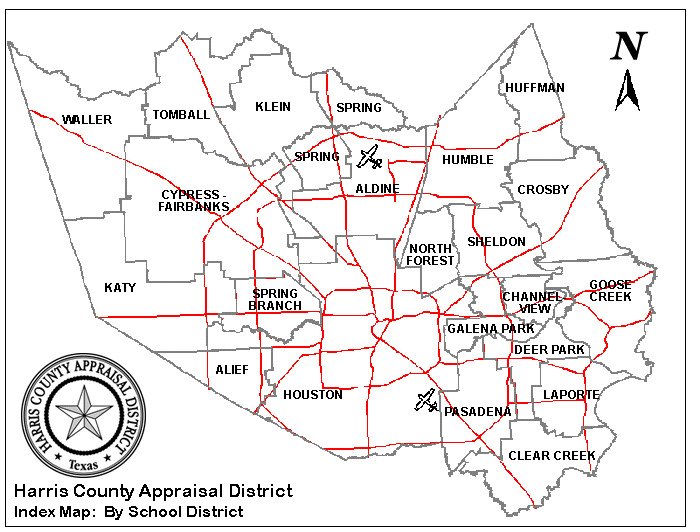 N
HUFFMAN
WALLER
TOMBALL
KLEIN
SPRING
SPRING
HUMBLE
ALDINE
CROSBY
CYPRESS -
FAIRBANKS
NORTH
FOREST
SHELDON
KATY
SPRING
BRANCH
CHANNEL
VIEW
GOOSE
CREEK
GALENA PARK
DEER PARK
ALIEF
HOUSTON
PASADENA
LAPORTE
CLEAR CREEK
HARRIS COUNTY APPRAISAL DISTRICT
Texas
Harris County Appraisal District
Index Map: By School District